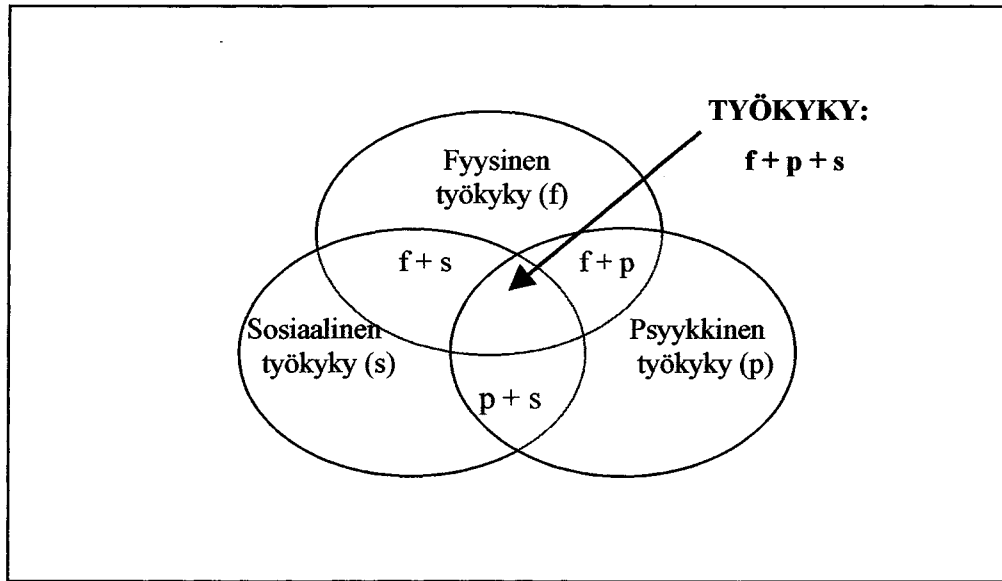 TYÖKYKY:
f + p + s
Fyysinen
työkyky (f)
f + s
f + p
Sosiaalinen
työkyky (s)
Psyykkinen
työkyky (p)
p + s